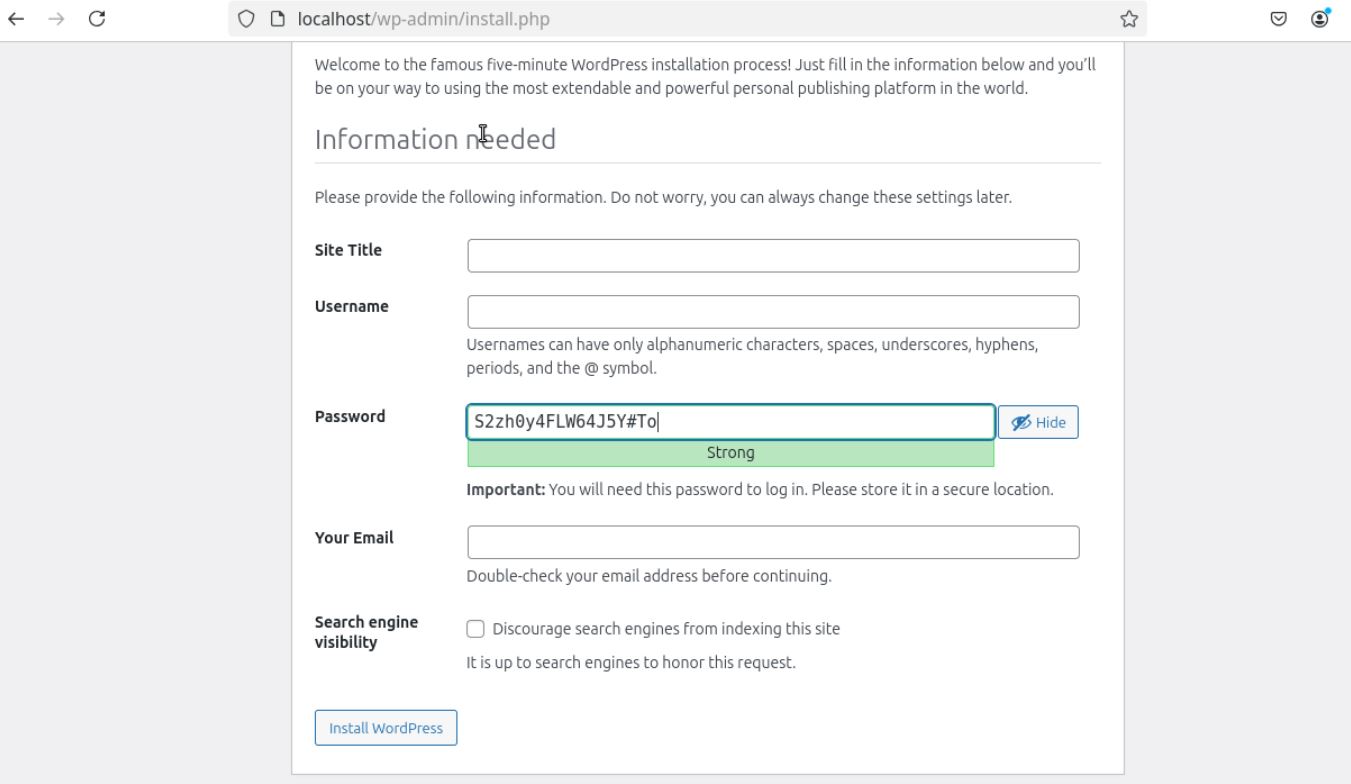 localhost/wp-admin/install.php
Welcome to the famous five-minute WordPress installation process! Just fill in the information below and you’ll
be on your way to using the most extendable and powerful personal publishing platform in the world.
Information needed
Please provide the following information. Do not worry, you can always change these settings later.
Site Title
Username
Usernames can have only alphanumeric characters, spaces, underscores, hyphens,
periods, and the @ symbol.
Password
S2zh0y4FLW64J5Y#To
Hide
Strong
Important: You will need this password to log in. Please store it in a secure location.
Your Email
Double-check your email address before continuing.
Search engine
visibility
Discourage search engines from indexing this site
It is up to search engines to honor this request.
Install WordPress